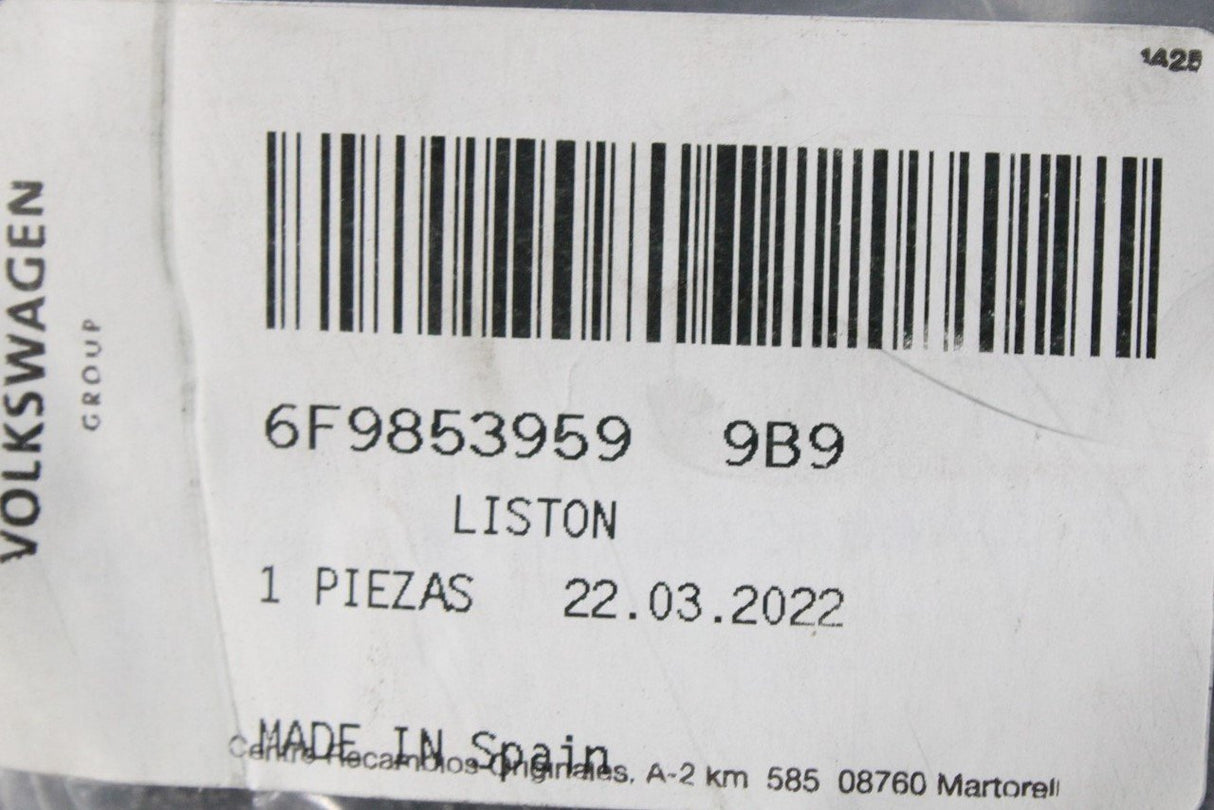 1425
VOLKSWAGEN
GROUP
6F9853959 9B9
LISTON
1 PIEZAS 22.03.2022
MADE IN Spain
Centro Recambios Originales, A-2 km 585 08760 Martorell